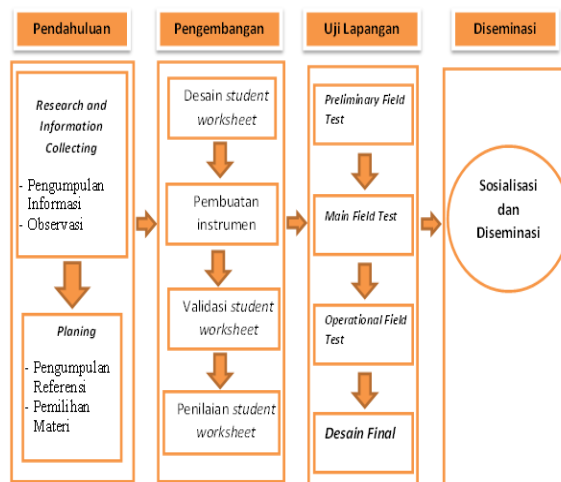 Pendahuluan
Research and
Information
Collecting
- Pengumpulan
Informasi
- Observasi
Planing
- Pengumpulan
Referensi
- Pemilihan
Materi
Pengembangan
Desain student
worksheet
Pembuatan
instrumen
Validasi student
worksheet
Penilaian student
worksheet
Uji Lapangan
Preliminary Field
Test
Main Field Test
Operational Field
Test
Desain Final
Diseminasi
Sosialisasi
dan
Diseminasi